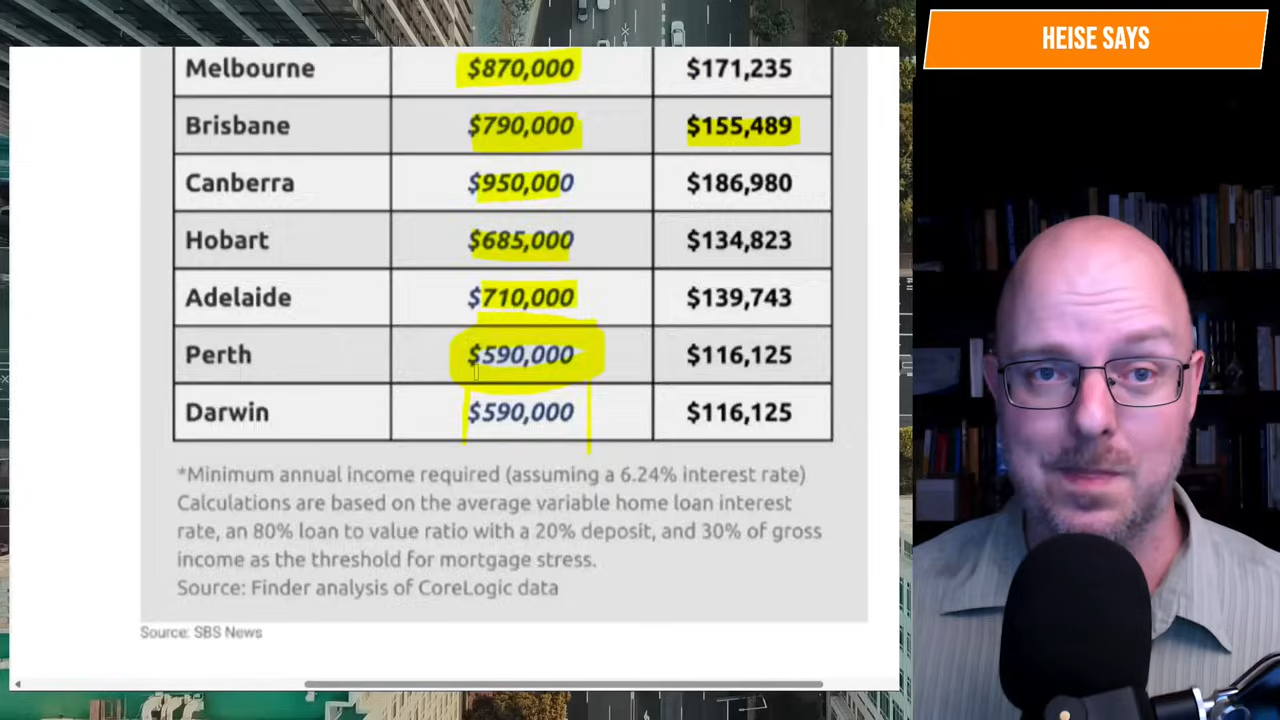 HEISE SAYS
Melbourne $870,000 $171,235
Brisbane $790,000 $155,489
Canberra $950,000 $186,980
Hobart $685,000 $134,823
Adelaide $710,000 $139,743
Perth $590,000 $116,125
Darwin $590,000 $116,125
*Minimum annual income required (assuming a 6.24% interest rate)
Calculations are based on the average variable home loan interest
rate, an 80% loan to value ratio with a 20% deposit, and 30% of gross
income as the threshold for mortgage stress.
Source: Finder analysis of CoreLogic data
Source: SBS News